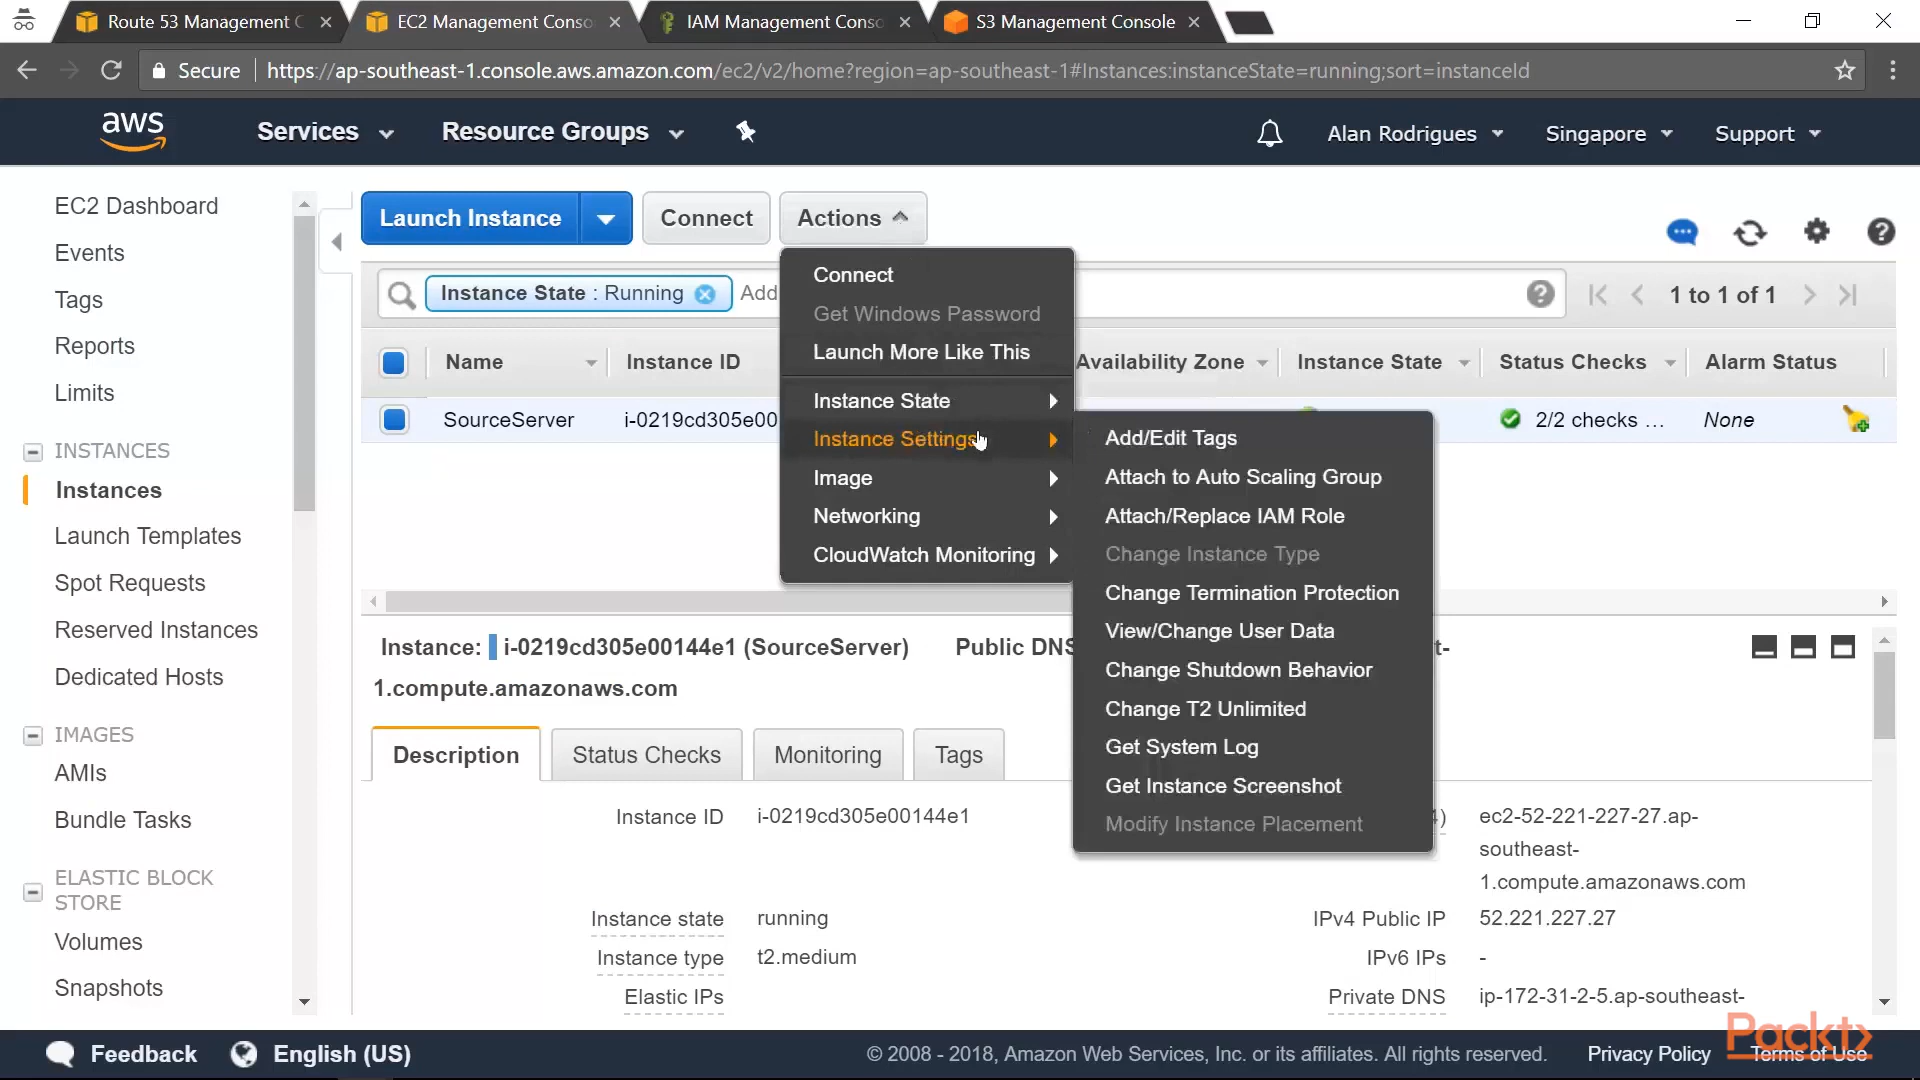 Route 53 Management C
EC2 Management Conso
IAM Management Conso
S3 Management Console
Secure
https://ap-southeast-1.console.aws.amazon.com/ec2/v2/home?region=ap-southeast-1#Instances:instanceState=running;sort=instanceId
aws
Services
Resource Groups
Alan Rodrigues
Singapore
Support
EC2 Dashboard
Events
Tags
Reports
Limits
INSTANCES
Instances
Launch Templates
Spot Requests
Reserved Instances
Dedicated Hosts
IMAGES
AMIs
Bundle Tasks
ELASTIC BLOCK
STORE
Volumes
Snapshots
Launch Instance
Connect
Actions
Instance State : Running
Add
1 to 1 of 1
Name
Instance ID
Availability Zone
Instance State
Status Checks
Alarm Status
SourceServer
i-0219cd305e00
2/2 checks ...
None
Connect
Get Windows Password
Launch More Like This
Instance State
Instance Settings
Image
Networking
CloudWatch Monitoring
Add/Edit Tags
Attach to Auto Scaling Group
Attach/Replace IAM Role
Change Instance Type
Change Termination Protection
View/Change User Data
Change Shutdown Behavior
Change T2 Unlimited
Get System Log
Get Instance Screenshot
Modify Instance Placement
Instance: i-0219cd305e00144e1 (SourceServer)
Public DNS
t-
1.compute.amazonaws.com
Description
Status Checks
Monitoring
Tags
Instance ID
i-0219cd305e00144e1
4)
ec2-52-221-227-27.ap-
southeast-
1.compute.amazonaws.com
Instance state
running
IPv4 Public IP
52.221.227.27
Instance type
t2.medium
IPv6 IPs
-
Elastic IPs
Private DNS
ip-172-31-2-5.ap-southeast-
Feedback
English (US)
© 2008 - 2018, Amazon Web Services, Inc. or its affiliates. All rights reserved.
Privacy Policy
Terms of Use
Packt>